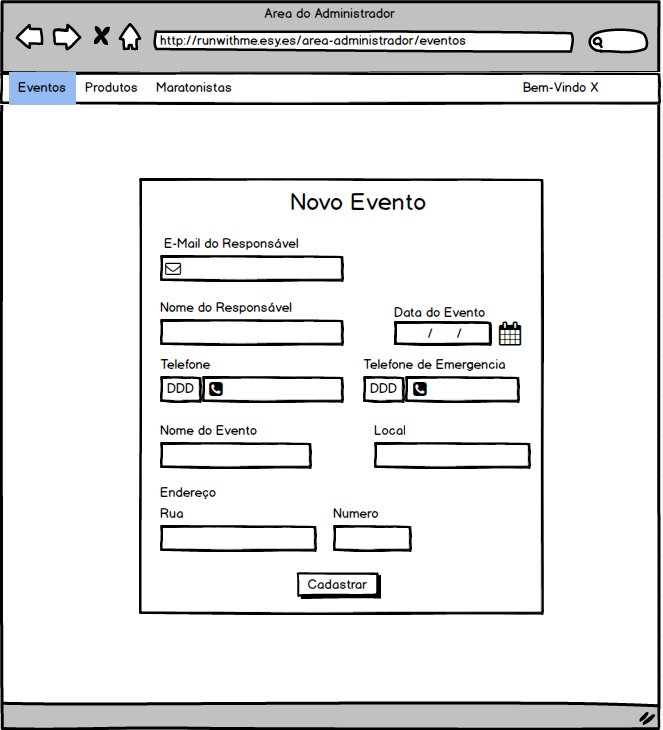 Area do Administrador
http://runwithme.esy.es/area-administrador/eventos
Eventos Produtos Maratonistas Bem-Vindo X
Novo Evento
E-Mail do Responsável
Nome do Responsável
Data do Evento
/ /
Telefone Telefone de Emergencia
DDD DDD
Nome do Evento Local
Endereço
Rua Numero
Cadastrar